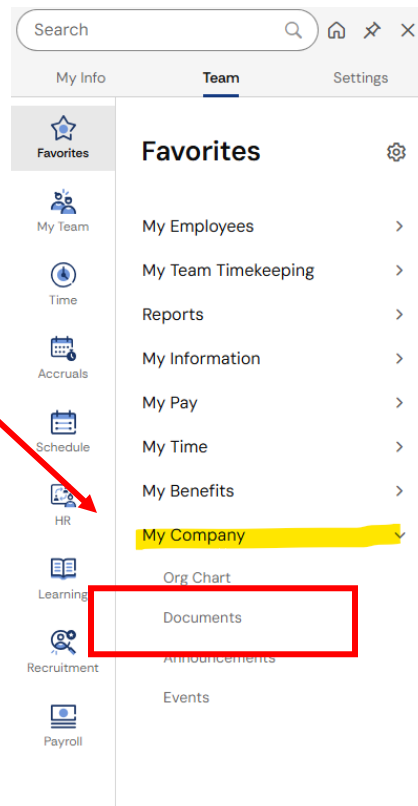 Search
My Info
Team
Settings
Favorites
My Team
Time
Accruals
Schedule
HR
Learning
Recruitment
Payroll
Favorites
My Employees
My Team Timekeeping
Reports
My Information
My Pay
My Time
My Benefits
My Company
Org Chart
Documents
Announcements
Events